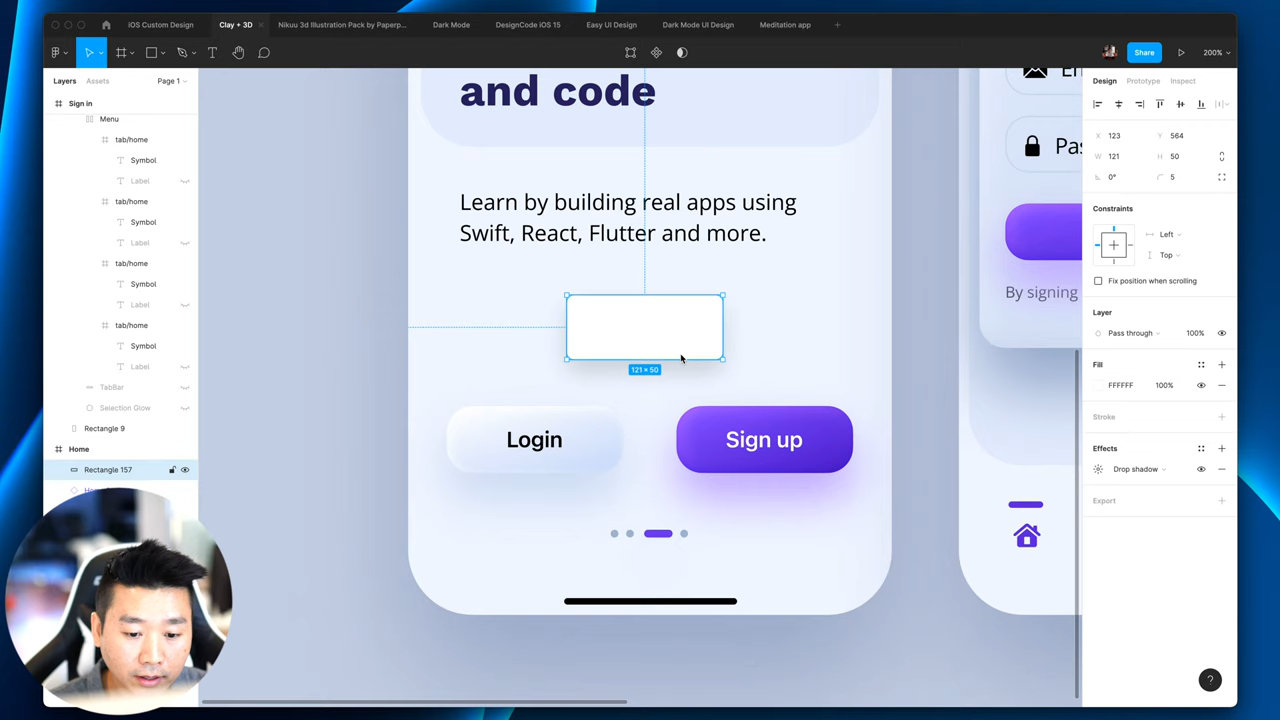 iOS Custom Design
Clay + 3D
Nikuu 3d Illustration Pack by Paperp...
Dark Mode
DesignCode iOS 15
Easy UI Design
Dark Mode UI Design
Meditation app
Share
200%
Layers
Assets
Page 1
Sign in
Menu
tab/home
Symbol
Label
tab/home
Symbol
Label
tab/home
Symbol
Label
tab/home
Symbol
Label
TabBar
Selection Glow
Rectangle 9
Home
Rectangle 157
and code
Learn by building real apps using
Swift, React, Flutter and more.
121 × 50
Login
Sign up
By signing
Design
Prototype
Inspect
X 123
Y 564
W 121
H 50
0°
5
Constraints
Left
Top
Fix position when scrolling
Layer
Pass through
100%
Fill
FFFFFF
100%
Stroke
Effects
Drop shadow
Export
?